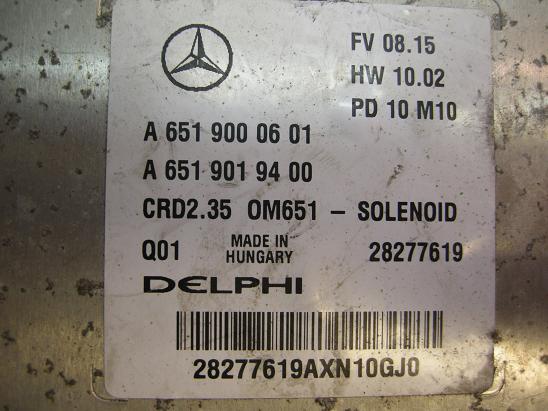 FV 08.15
HW 10.02
PD 10 M10
A 651 900 06 01
A 651 901 94 00
CRD2.35 OM651 – SOLENOID
Q01 MADE IN HUNGARY 28277619
DELPHI
28277619AXN10GJ0